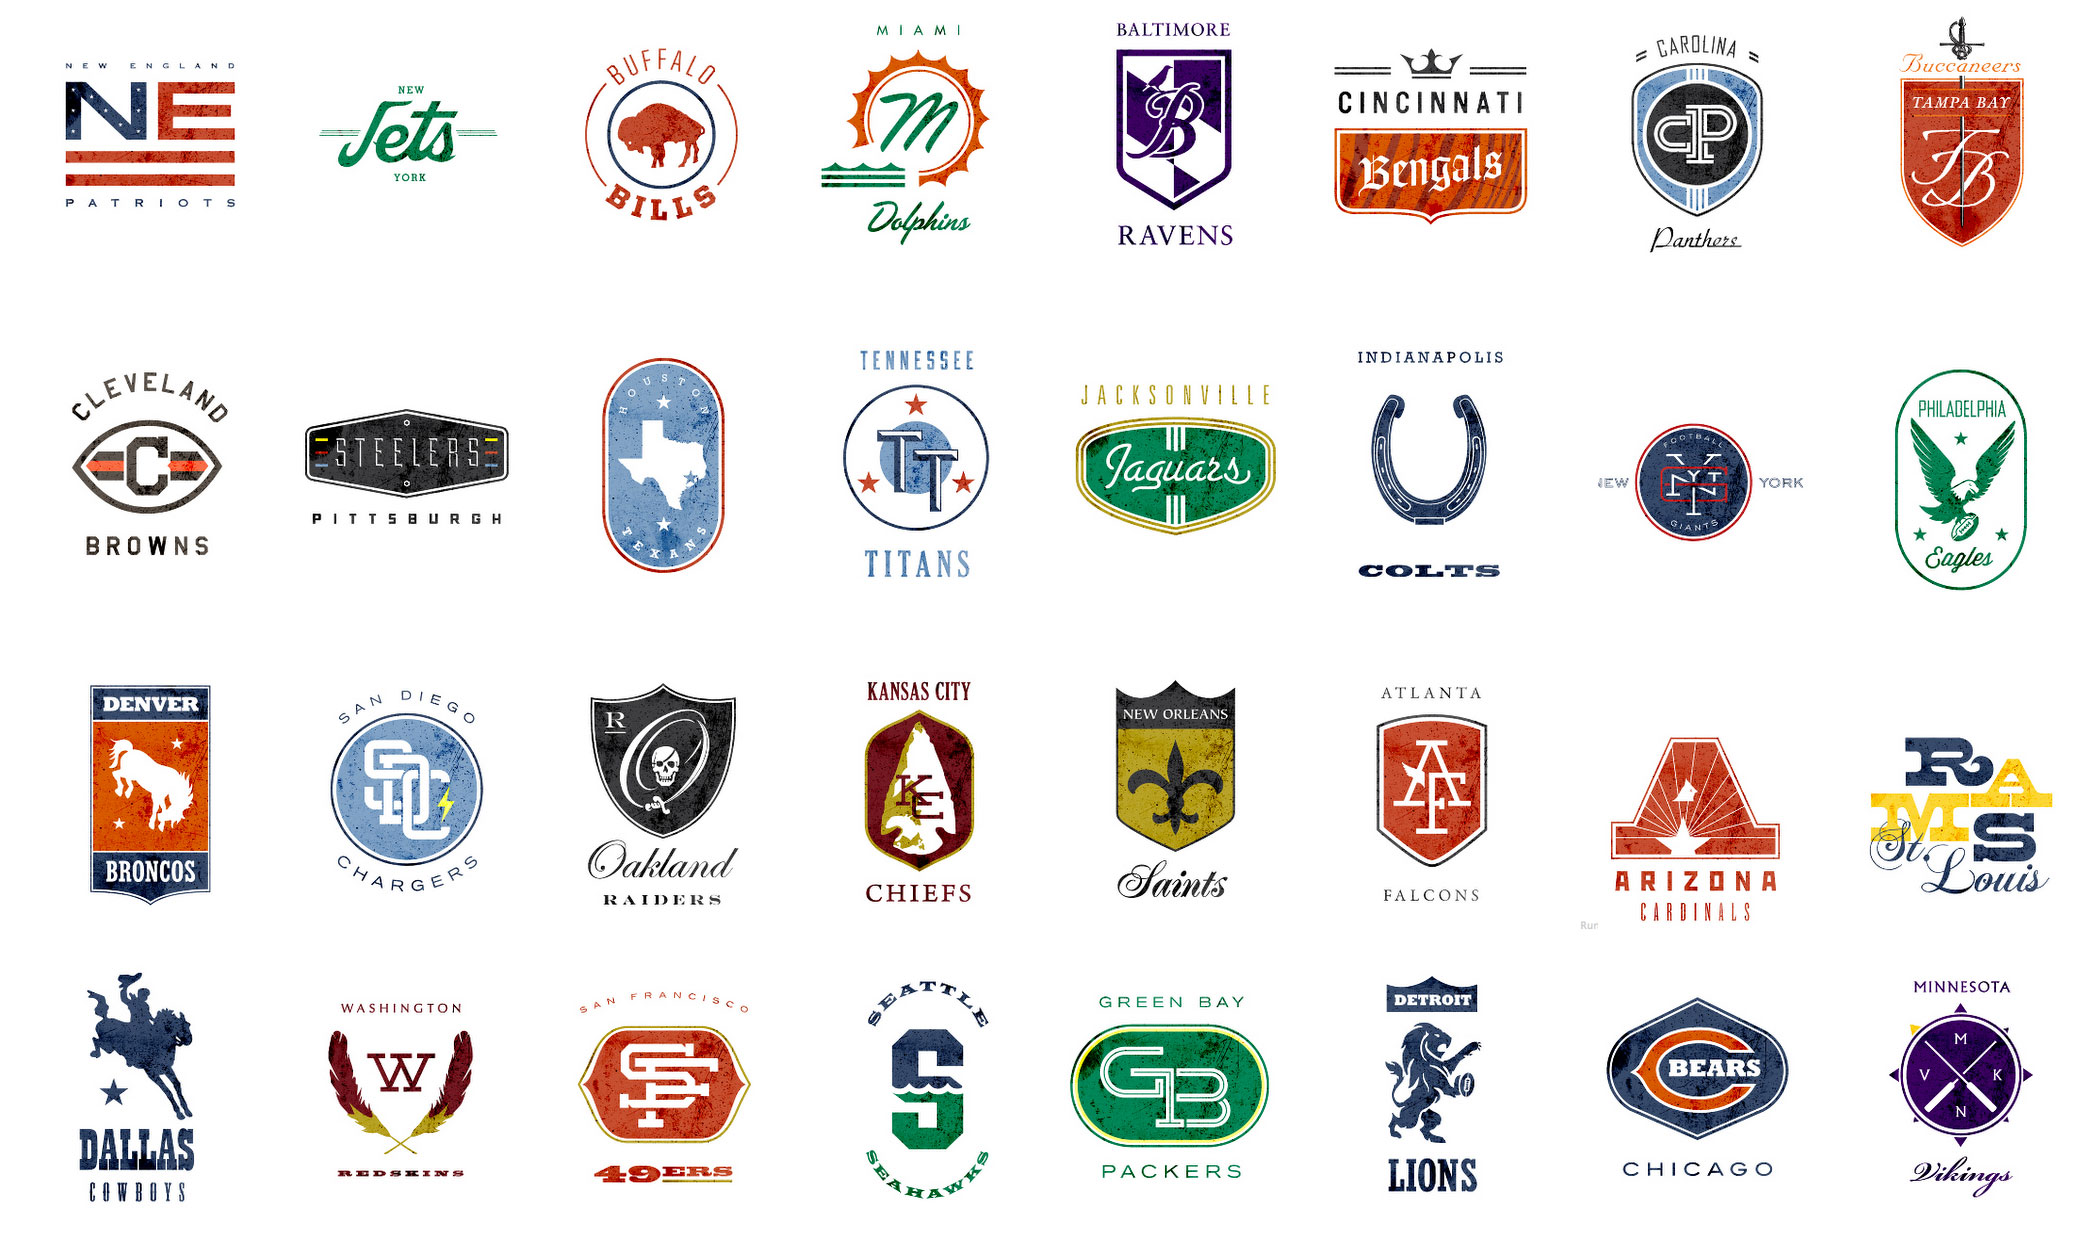 NEW ENGLAND
NE
PATRIOTS
NEW
Jets
YORK
BUFFALO
BILLS
MIAMI
M
Dolphins
BALTIMORE
B
RAVENS
CINCINNATI
Bengals
CAROLINA
CP
Panthers
Buccaneers
TAMPA BAY
TB
CLEVELAND
C
BROWNS
STEELERS
PITTSBURGH
HOUSTON
TEXANS
TENNESSEE
TT
TITANS
JACKSONVILLE
Jaguars
INDIANAPOLIS
COLTS
FOOTBALL
NEW
NY
YORK
GIANTS
PHILADELPHIA
Eagles
DENVER
BRONCOS
SAN DIEGO
SDC
CHARGERS
R
O
Oakland
RAIDERS
KANSAS CITY
KC
CHIEFS
NEW ORLEANS
Saints
ATLANTA
AF
FALCONS
ARIZONA
CARDINALS
Run
RAMS
St. Louis
DALLAS
COWBOYS
WASHINGTON
W
REDSKINS
SAN FRANCISCO
SF
49ERS
SEATTLE
S
SEAHAWKS
GREEN BAY
GB
PACKERS
DETROIT
LIONS
BEARS
CHICAGO
MINNESOTA
M
V K
N
Vikings